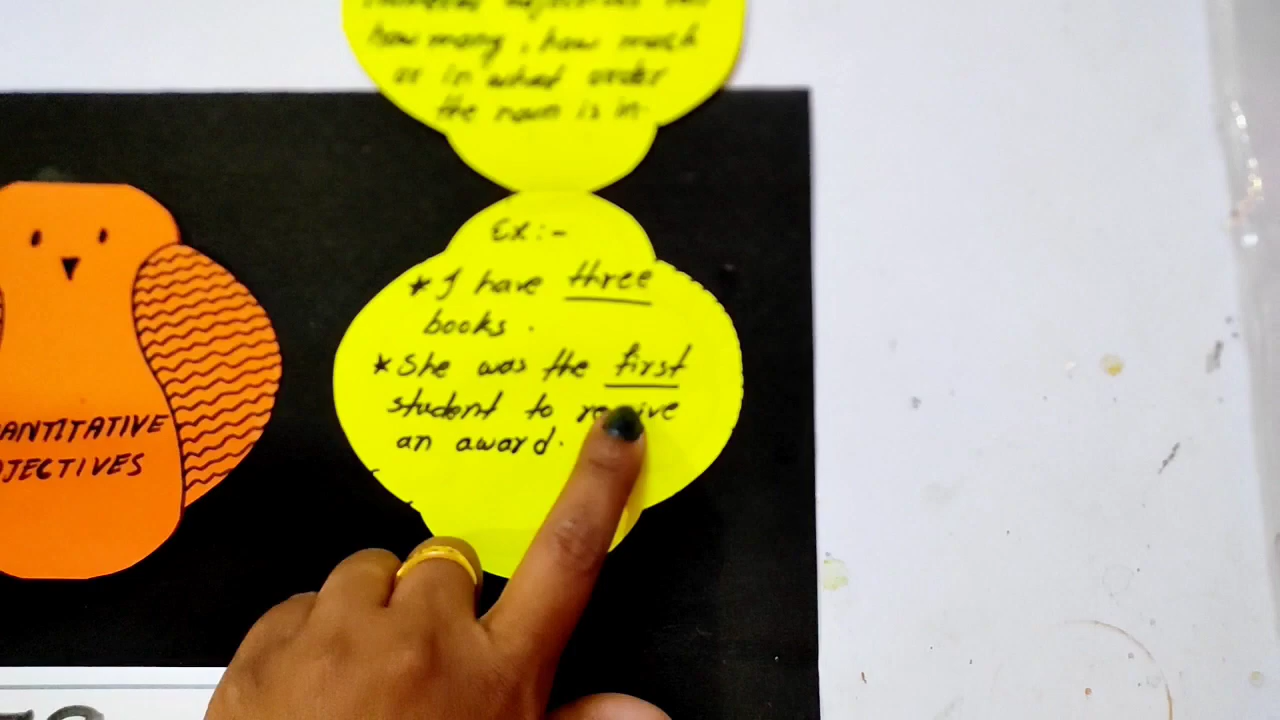 how many, how much
or in what order
the noun is in.
Ex:-
* I have three
books.
* She was the first
student to
an award.
ANTITATIVE
JECTIVES